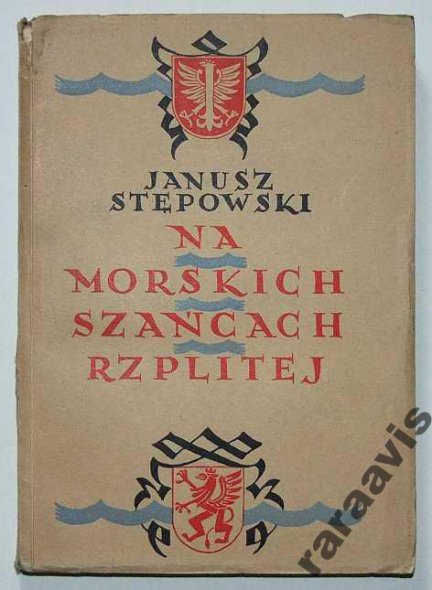 JANUSZ
STĘPOWSKI
NA
MORSKICH
SZAŃCACH
RZPLITEJ
raraavis